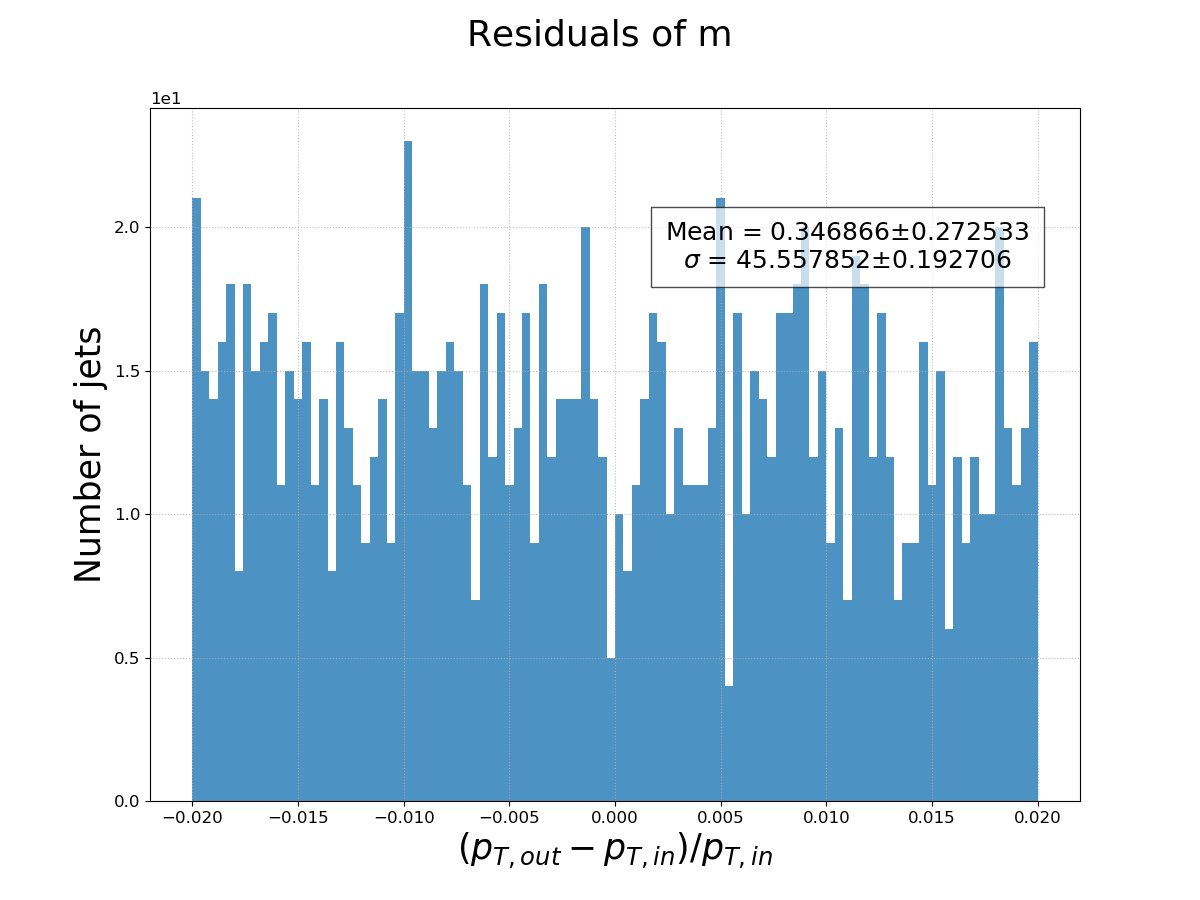 Residuals of m
1e1
Mean = 0.346866±0.272533
σ = 45.557852±0.192706
Number of jets
2.0
1.5
1.0
0.5
0.0
−0.020 −0.015 −0.010 −0.005 0.000 0.005 0.010 0.015 0.020
(p_{T,out} − p_{T,in})/p_{T,in}